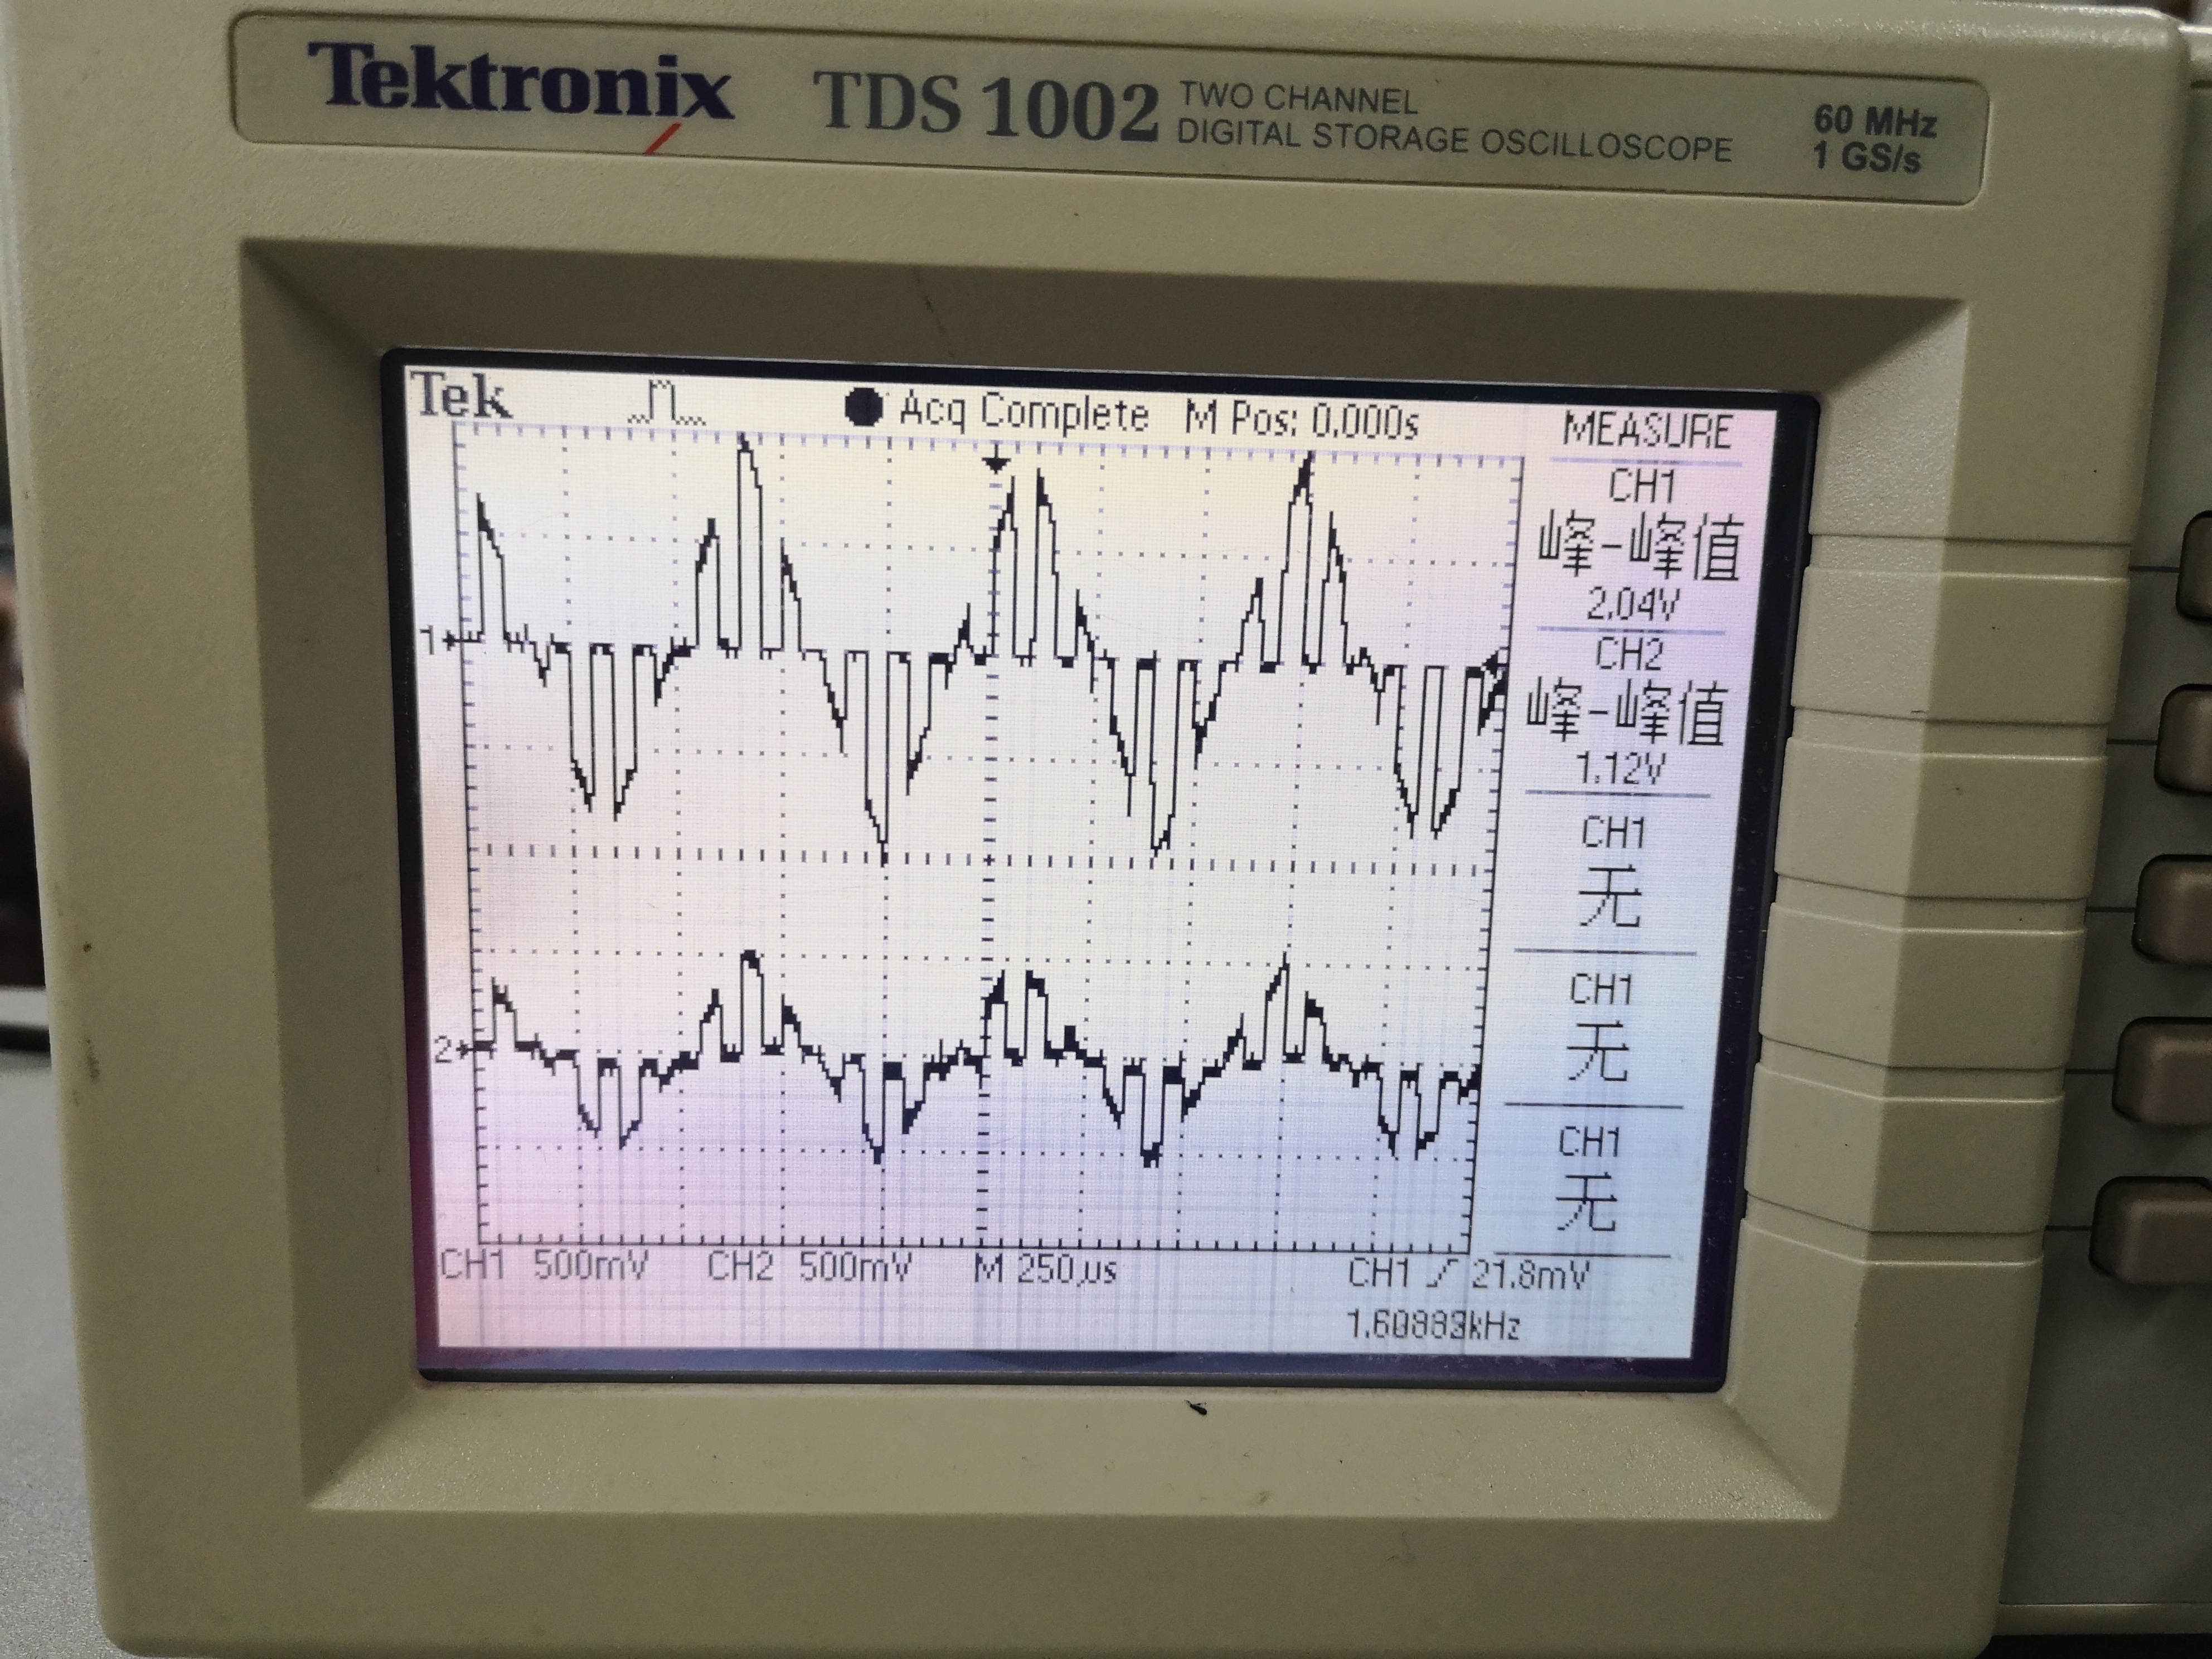 Tektronix TDS 1002 TWO CHANNEL
DIGITAL STORAGE OSCILLOSCOPE
60 MHz
1 GS/s
Tek Acq Complete M Pos: 0.000s
MEASURE
CH1
峰-峰值
2.04V
CH2
峰-峰值
1.12V
CH1
无
CH1
无
CH1
无
1
2
CH1 500mV CH2 500mV M 250µs CH1 21.8mV